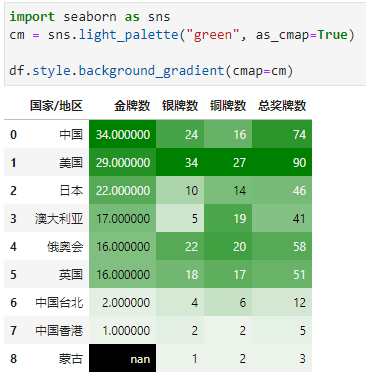 import seaborn as sns
cm = sns.light_palette("green", as_cmap=True)
df.style.background_gradient(cmap=cm)
国家/地区 金牌数 银牌数 铜牌数 总奖牌数
0 中国 34.000000 24 16 74
1 美国 29.000000 34 27 90
2 日本 22.000000 10 14 46
3 澳大利亚 17.000000 5 19 41
4 俄奥会 16.000000 22 20 58
5 英国 16.000000 18 17 51
6 中国台北 2.000000 4 6 12
7 中国香港 1.000000 2 2 5
8 蒙古 nan 1 2 3